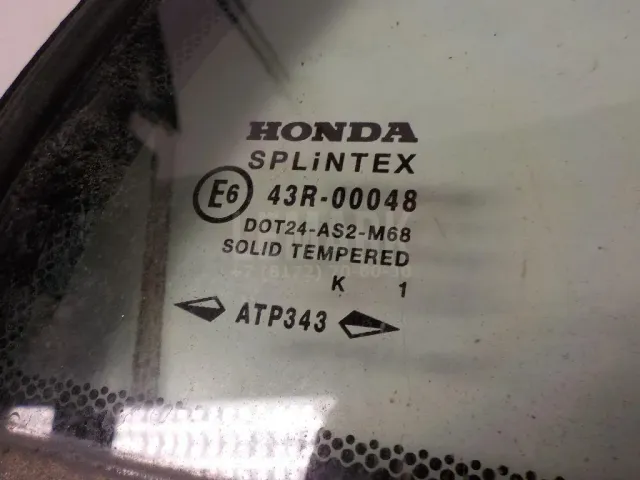 HONDA
SPLiNTEX
E6 43R-00048
DOT24-AS2-M68
SOLID TEMPERED
K 1
ATP343